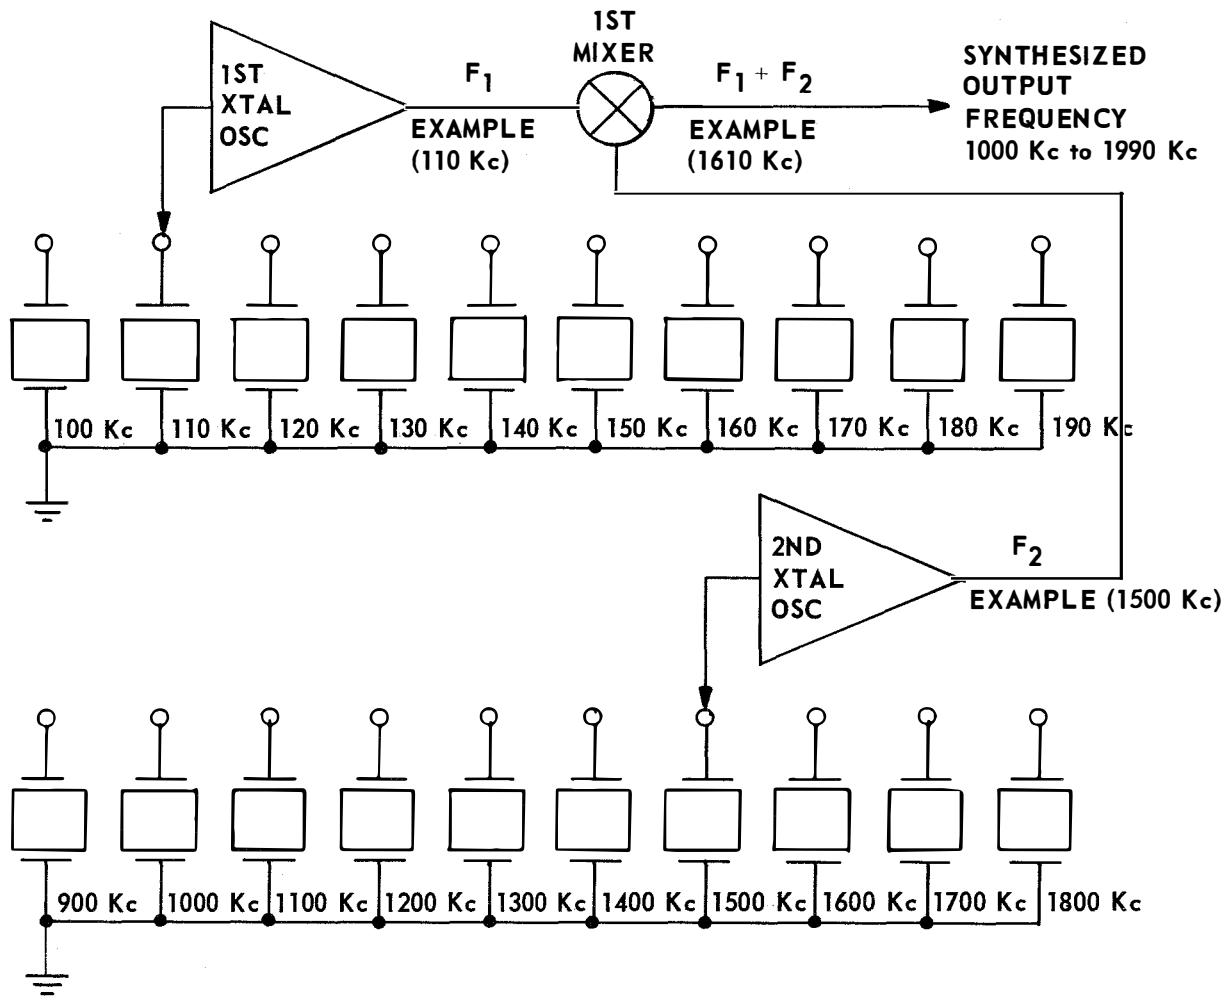 1ST
MIXER
1ST
XTAL
OSC
F1
EXAMPLE
(110 Kc)
F1 + F2
EXAMPLE
(1610 Kc)
SYNTHESIZED
OUTPUT
FREQUENCY
1000 Kc to 1990 Kc
100 Kc 110 Kc 120 Kc 130 Kc 140 Kc 150 Kc 160 Kc 170 Kc 180 Kc 190 Kc
2ND
XTAL
OSC
F2
EXAMPLE (1500 Kc)
900 Kc 1000 Kc 1100 Kc 1200 Kc 1300 Kc 1400 Kc 1500 Kc 1600 Kc 1700 Kc 1800 Kc